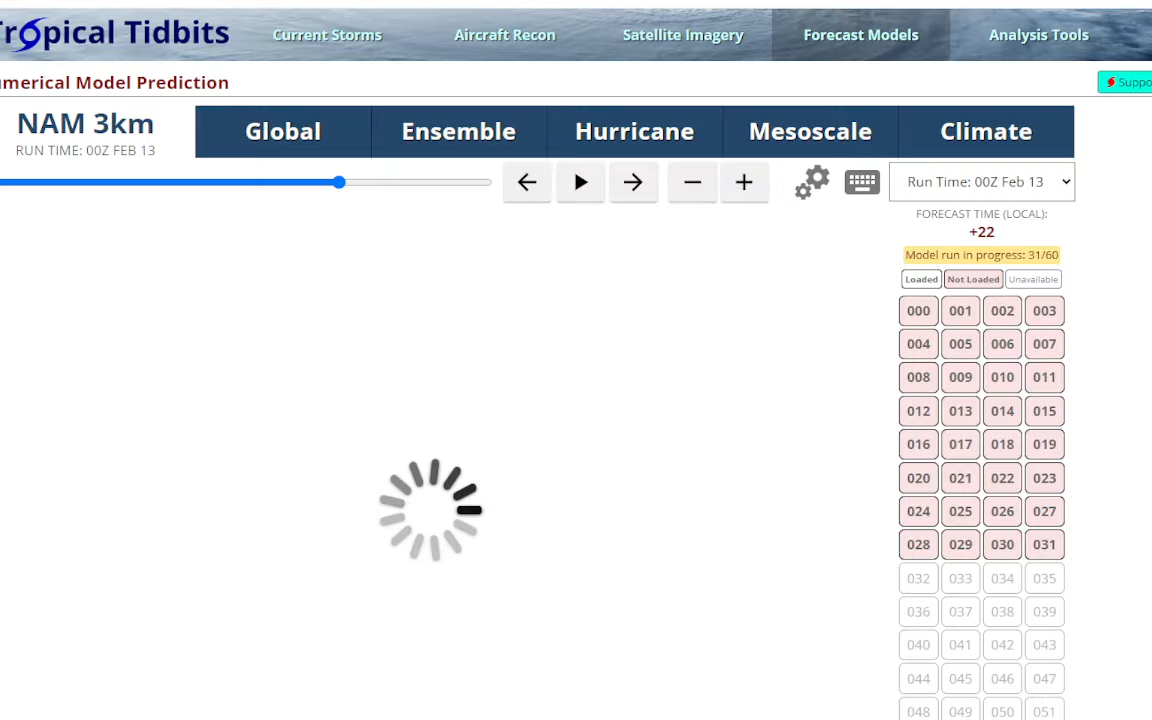 Tropical Tidbits
Current Storms Aircraft Recon Satellite Imagery Forecast Models Analysis Tools
umerical Model Prediction
Suppo
NAM 3km
RUN TIME: 00Z FEB 13
Global Ensemble Hurricane Mesoscale Climate
Run Time: 00Z Feb 13
FORECAST TIME (LOCAL):
+22
Model run in progress: 31/60
Loaded Not Loaded Unavailable
000 001 002 003
004 005 006 007
008 009 010 011
012 013 014 015
016 017 018 019
020 021 022 023
024 025 026 027
028 029 030 031
032 033 034 035
036 037 038 039
040 041 042 043
044 045 046 047
048 049 050 051